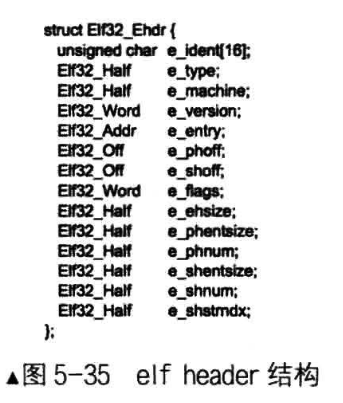 struct Elf32_Ehdr {
unsigned char e_ident[16];
Elf32_Half e_type;
Elf32_Half e_machine;
Elf32_Word e_version;
Elf32_Addr e_entry;
Elf32_Off e_phoff;
Elf32_Off e_shoff;
Elf32_Word e_flags;
Elf32_Half e_ehsize;
Elf32_Half e_phentsize;
Elf32_Half e_phnum;
Elf32_Half e_shentsize;
Elf32_Half e_shnum;
Elf32_Half e_shstrndx;
};
▲图 5-35 elf header 结构